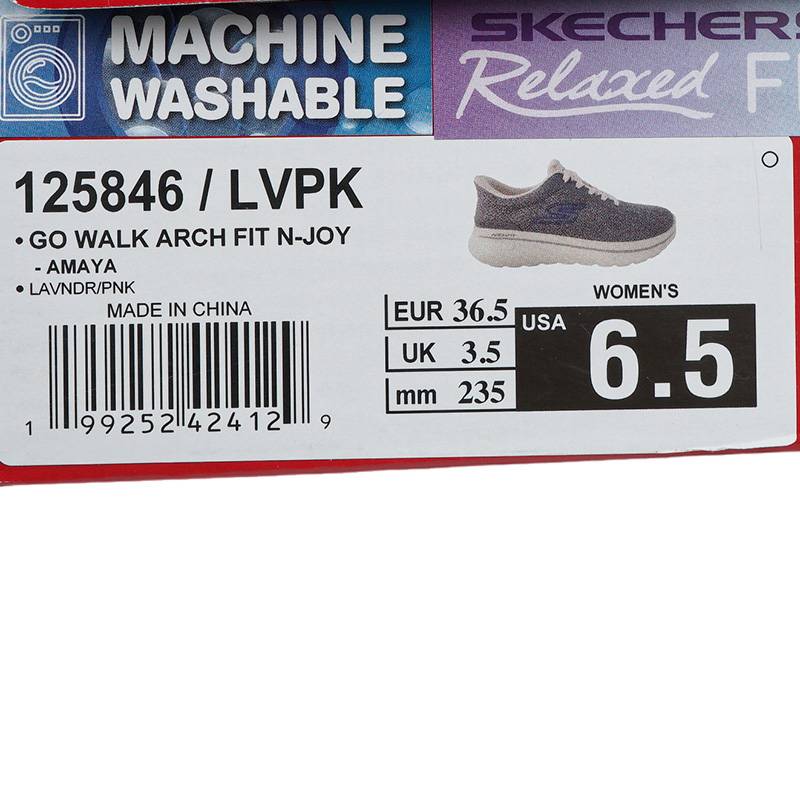 MACHINE
WASHABLE
SKECHERS
Relaxed F
125846 / LVPK
• GO WALK ARCH FIT N-JOY
- AMAYA
• LAVNDR/PNK
MADE IN CHINA
1 99252 42412 9
WOMEN'S
EUR 36.5
UK 3.5
mm 235
USA 6.5